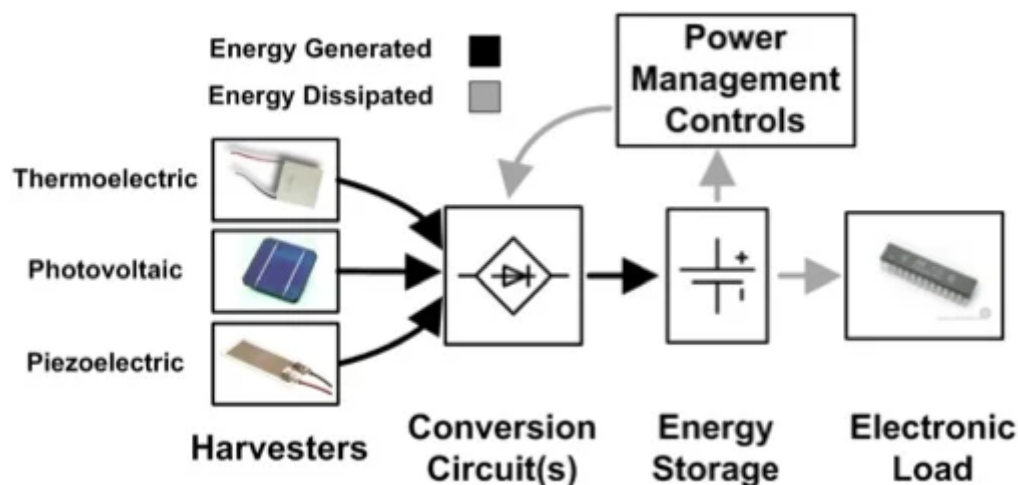 Energy Generated
Energy Dissipated
Power
Management
Controls
Thermoelectric
Photovoltaic
Piezoelectric
Harvesters
Conversion
Circuit(s)
Energy
Storage
Electronic
Load